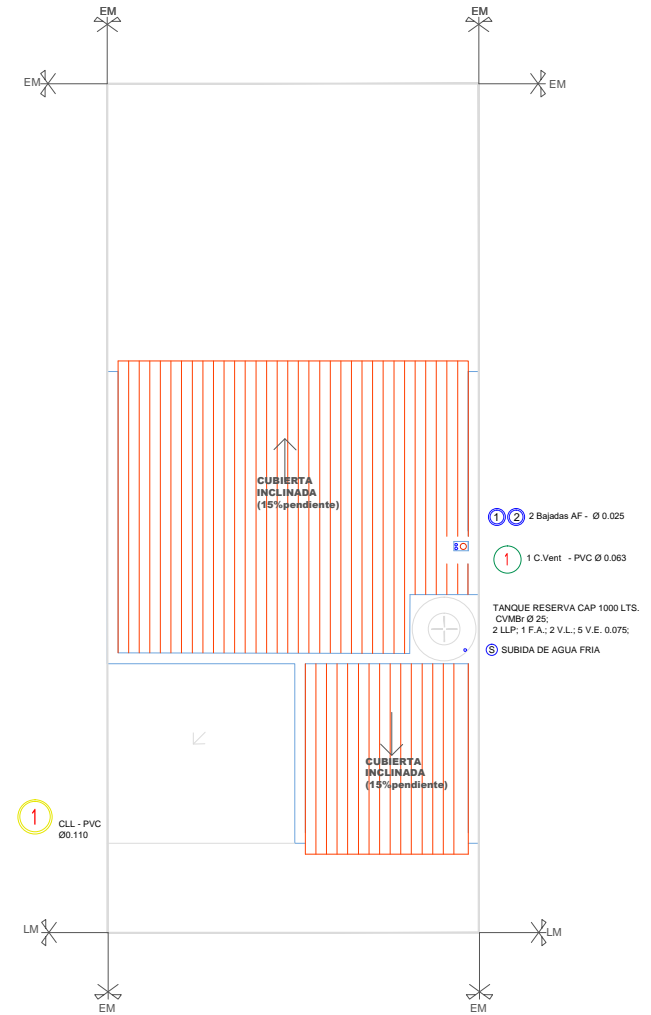 EM
EM
EM
EM
CUBIERTA
INCLINADA
(15%pendiente)
1 2 2 Bajadas AF - Ø 0.025
1 1 C.Vent - PVC Ø 0.063
TANQUE RESERVA CAP 1000 LTS.
CVMBr Ø 25;
2 LLP; 1 F.A.; 2 V.L.; 5 V.E. 0.075;
S SUBIDA DE AGUA FRIA
CUBIERTA
INCLINADA
(15%pendiente)
1 CLL - PVC
Ø0.110
LM
LM
EM
EM